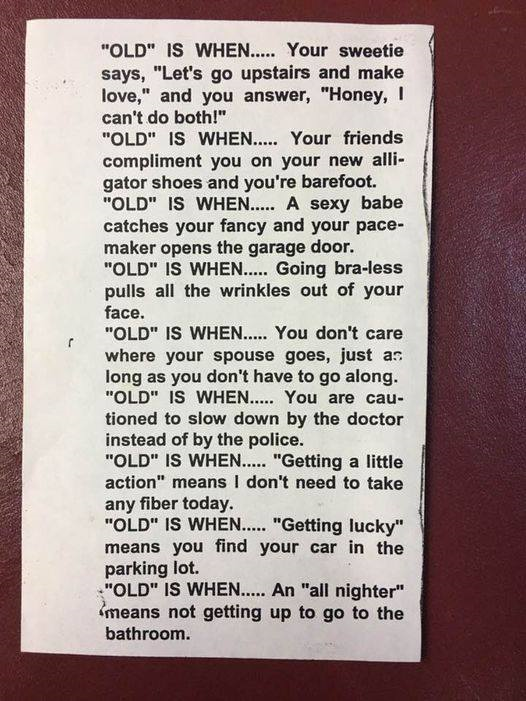 "OLD" IS WHEN..... Your sweetie
says, "Let's go upstairs and make
love," and you answer, "Honey, I
can't do both!"
"OLD" IS WHEN..... Your friends
compliment you on your new alli-
gator shoes and you're barefoot.
"OLD" IS WHEN..... A sexy babe
catches your fancy and your pace-
maker opens the garage door.
"OLD" IS WHEN..... Going bra-less
pulls all the wrinkles out of your
face.
"OLD" IS WHEN..... You don't care
where your spouse goes, just as
long as you don't have to go along.
"OLD" IS WHEN..... You are cau-
tioned to slow down by the doctor
instead of by the police.
"OLD" IS WHEN..... "Getting a little
action" means I don't need to take
any fiber today.
"OLD" IS WHEN..... "Getting lucky"
means you find your car in the
parking lot.
"OLD" IS WHEN..... An "all nighter"
means not getting up to go to the
bathroom.